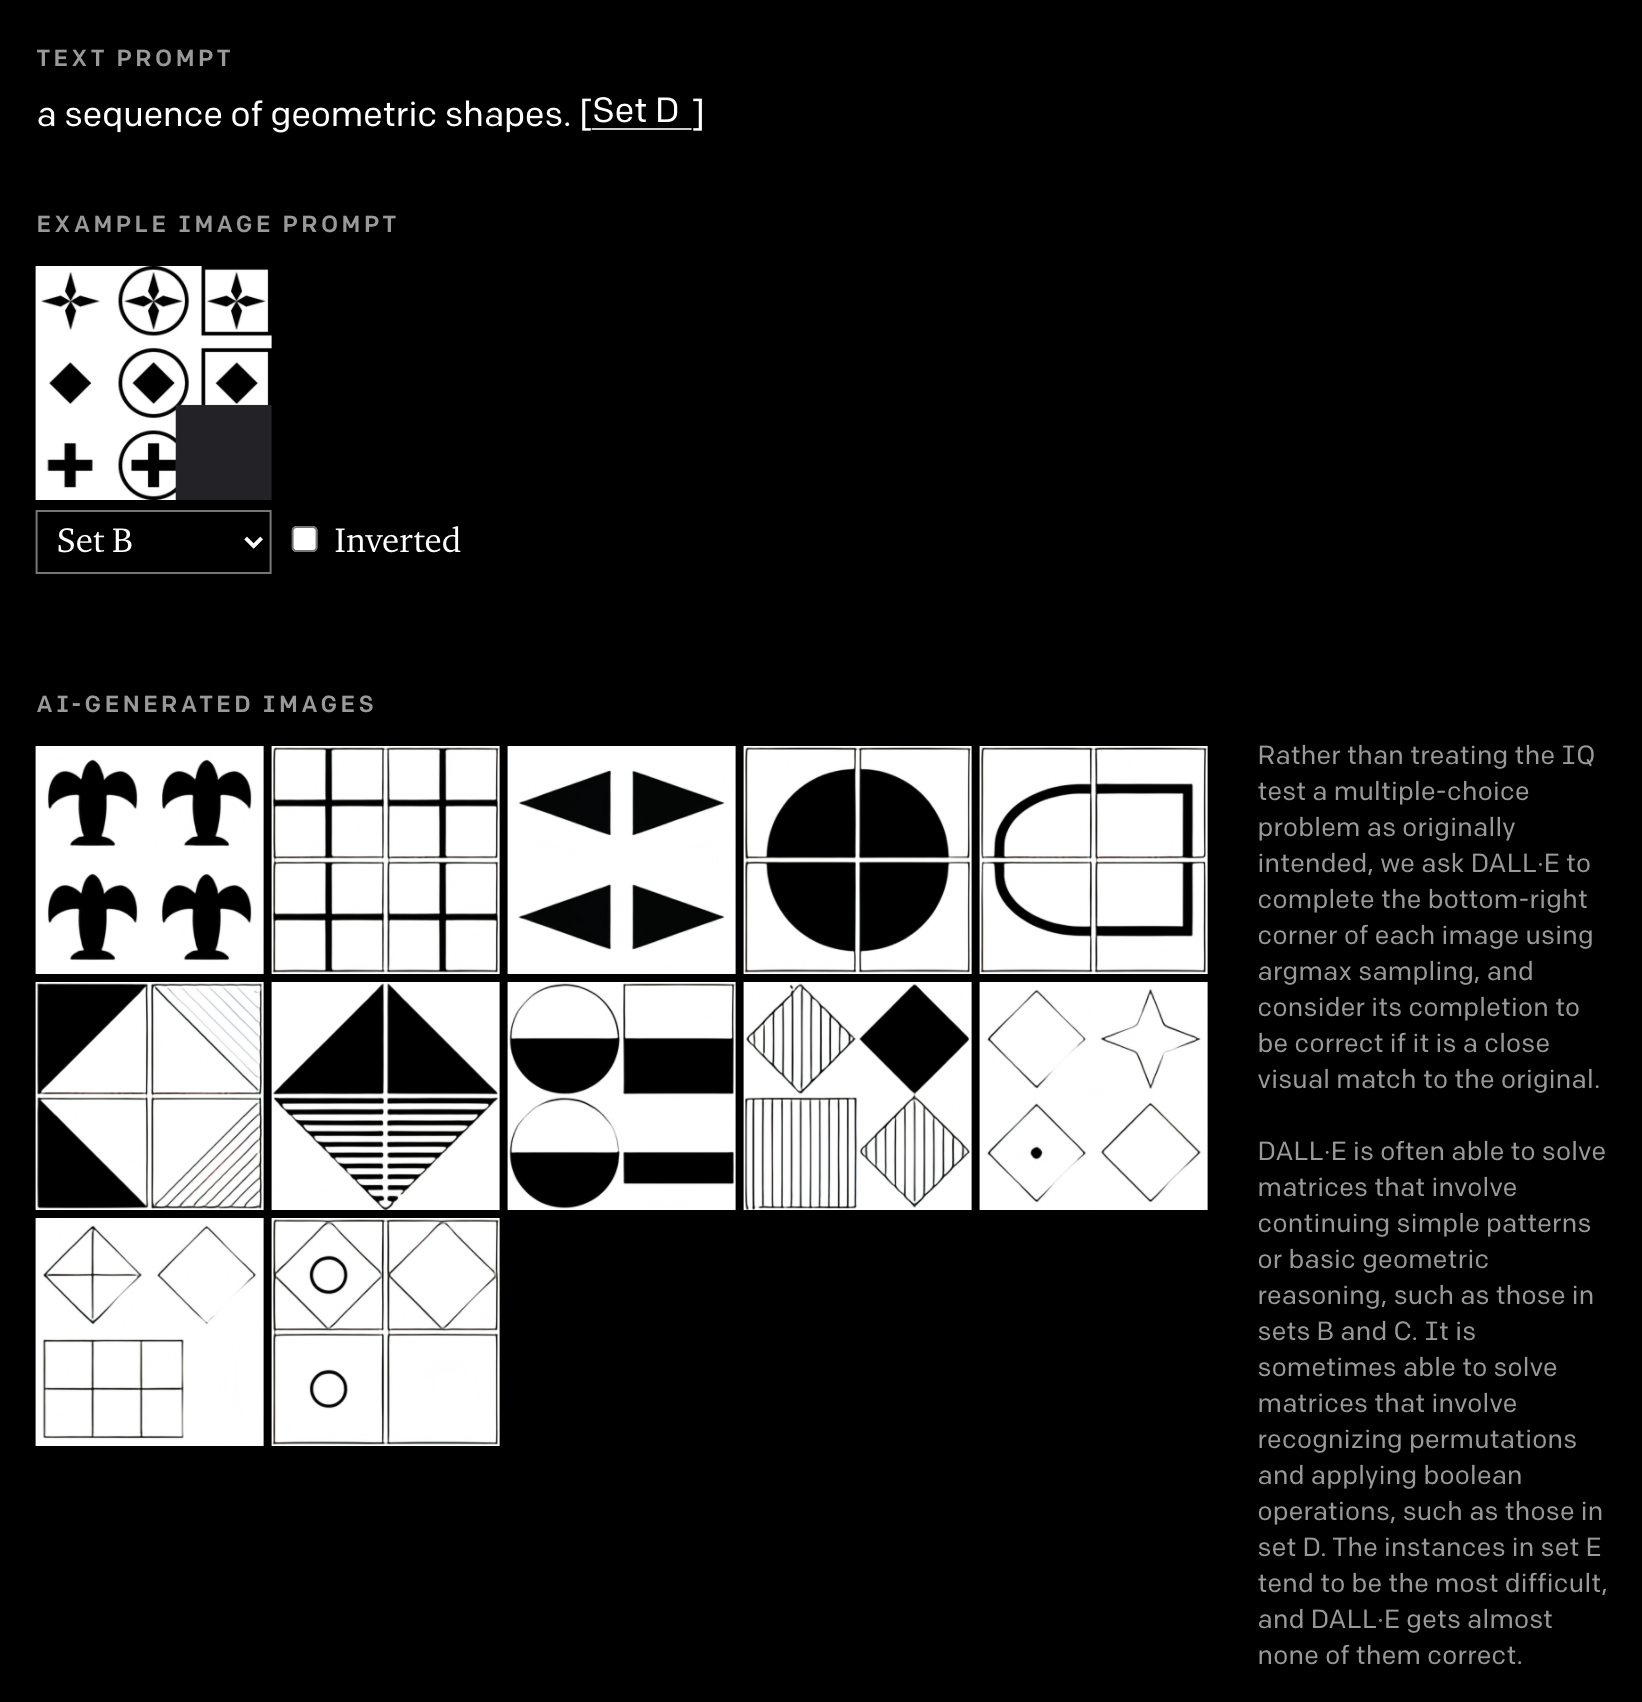 TEXT PROMPT
a sequence of geometric shapes. [Set D ]
EXAMPLE IMAGE PROMPT
Set B
Inverted
AI-GENERATED IMAGES
Rather than treating the IQ
test a multiple-choice
problem as originally
intended, we ask DALL·E to
complete the bottom-right
corner of each image using
argmax sampling, and
consider its completion to
be correct if it is a close
visual match to the original.
DALL·E is often able to solve
matrices that involve
continuing simple patterns
or basic geometric
reasoning, such as those in
sets B and C. It is
sometimes able to solve
matrices that involve
recognizing permutations
and applying boolean
operations, such as those in
set D. The instances in set E
tend to be the most difficult,
and DALL·E gets almost
none of them correct.